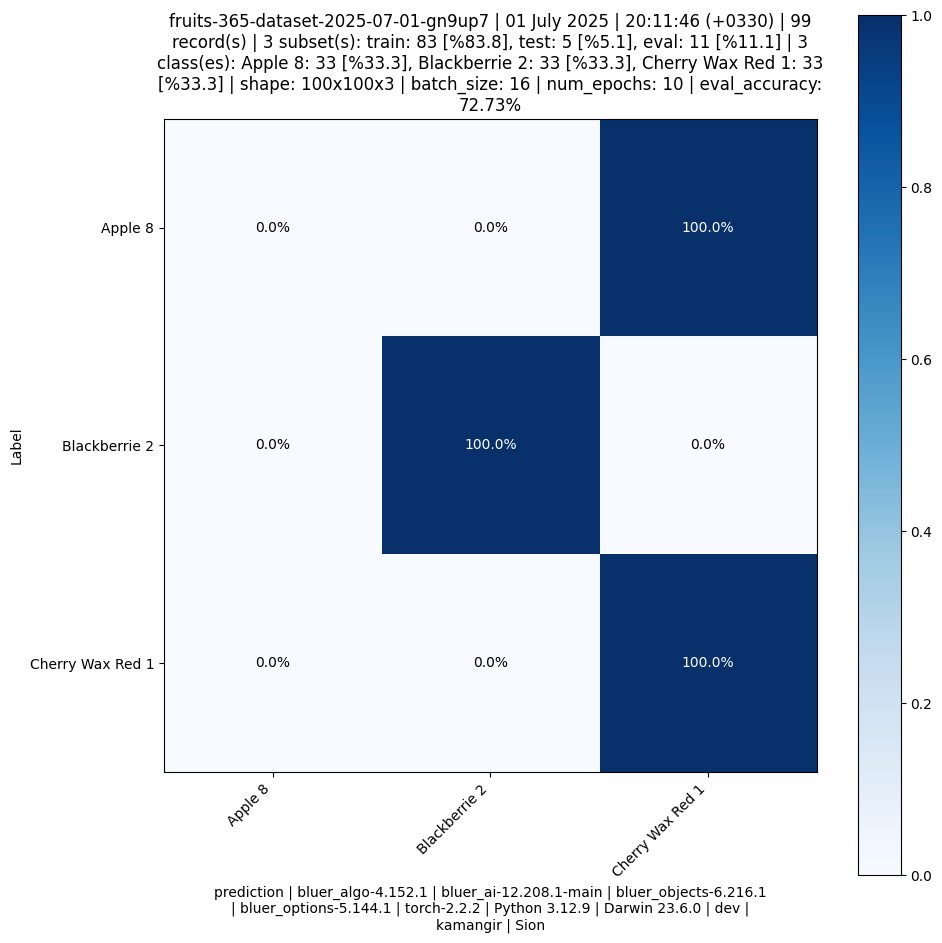 fruits-365-dataset-2025-07-01-gn9up7 | 01 July 2025 | 20:11:46 (+0330) | 99
record(s) | 3 subset(s): train: 83 [%83.8], test: 5 [%5.1], eval: 11 [%11.1] | 3
class(es): Apple 8: 33 [%33.3], Blackberrie 2: 33 [%33.3], Cherry Wax Red 1: 33
[%33.3] | shape: 100x100x3 | batch_size: 16 | num_epochs: 10 | eval_accuracy:
72.73%
1.0
0.8
0.6
0.4
0.2
0.0
Label
Apple 8
0.0%
0.0%
100.0%
Blackberrie 2
0.0%
100.0%
0.0%
Cherry Wax Red 1
0.0%
0.0%
100.0%
Apple 8
Blackberrie 2
Cherry Wax Red 1
prediction | bluer_algo-4.152.1 | bluer_ai-12.208.1-main | bluer_objects-6.216.1
| bluer_options-5.144.1 | torch-2.2.2 | Python 3.12.9 | Darwin 23.6.0 | dev |
kamangir | Sion